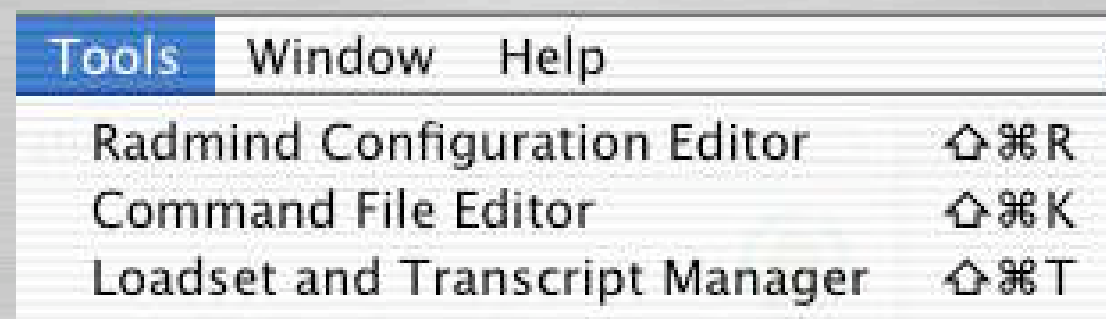 Tools Window Help
Radmind Configuration Editor ⇧⌘R
Command File Editor ⇧⌘K
Loadset and Transcript Manager ⇧⌘T